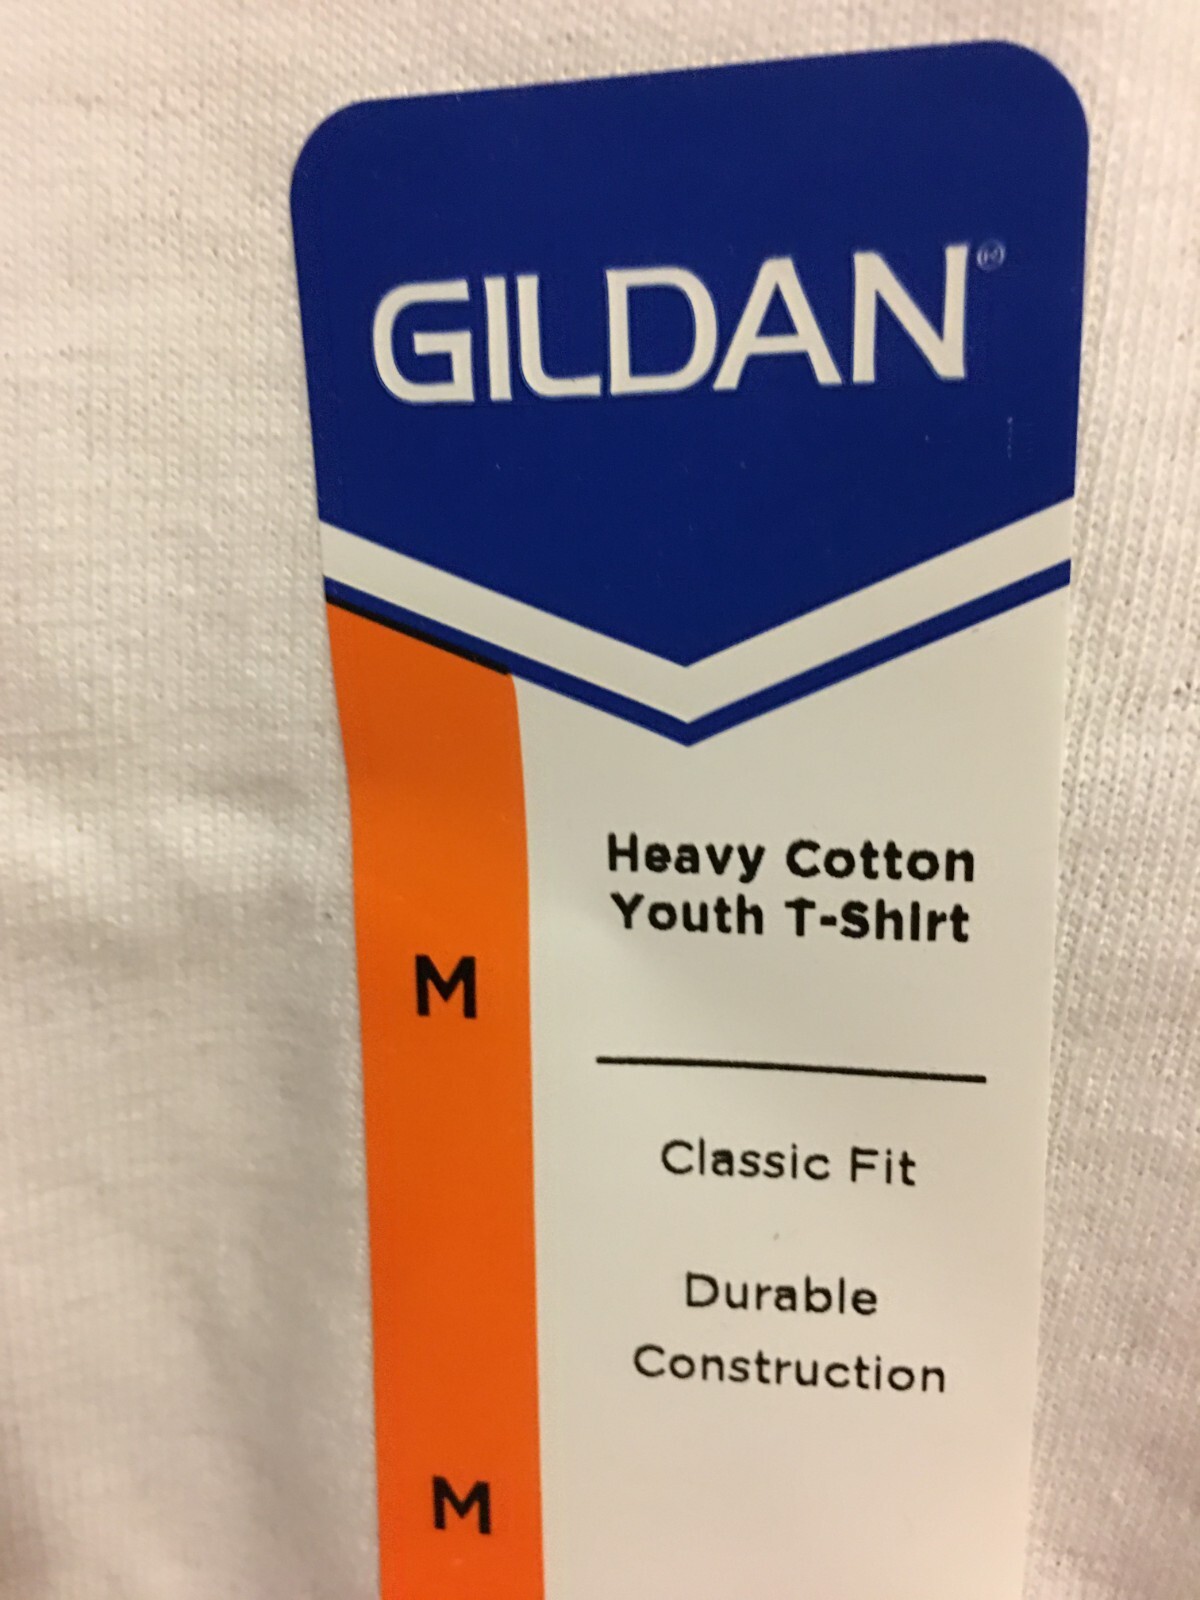 GILDAN®
Heavy Cotton
Youth T-Shirt
M
Classic Fit
Durable
Construction
M